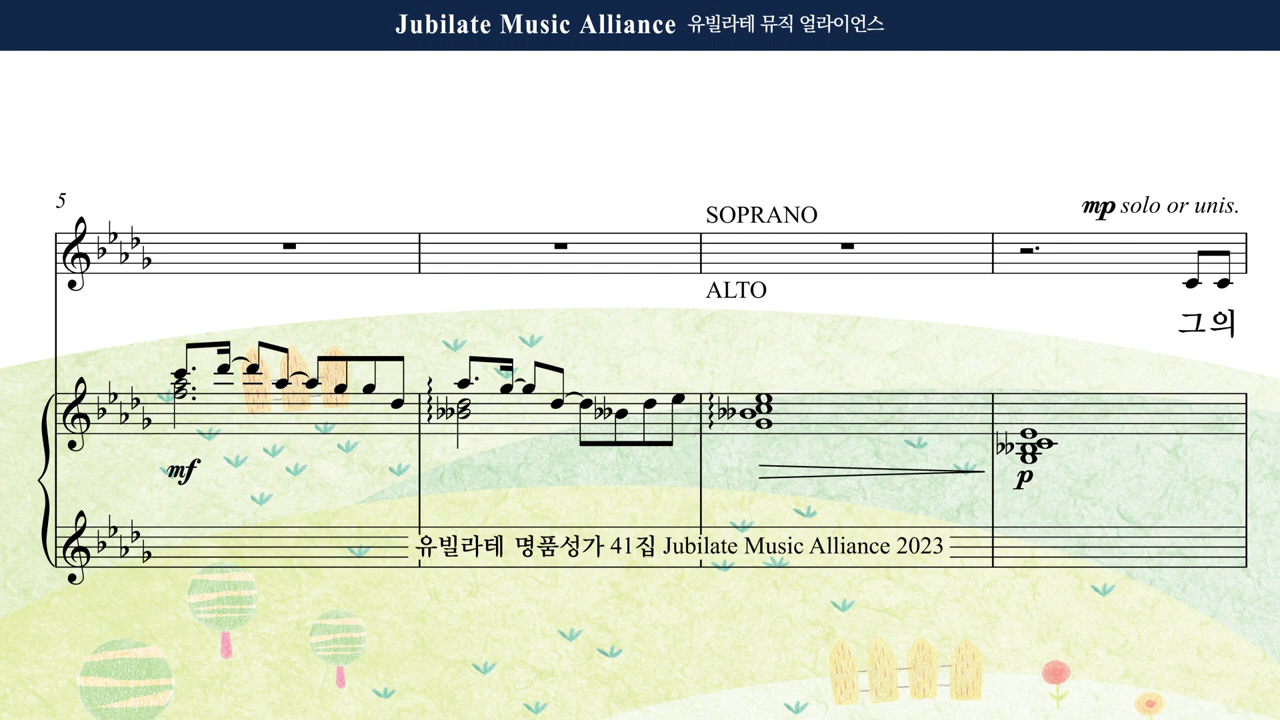 Jubilate Music Alliance 유빌라테 뮤직 얼라이언스
5
SOPRANO
mp solo or unis.
ALTO
그의
mf
p
유빌라테 명품성가 41집 Jubilate Music Alliance 2023